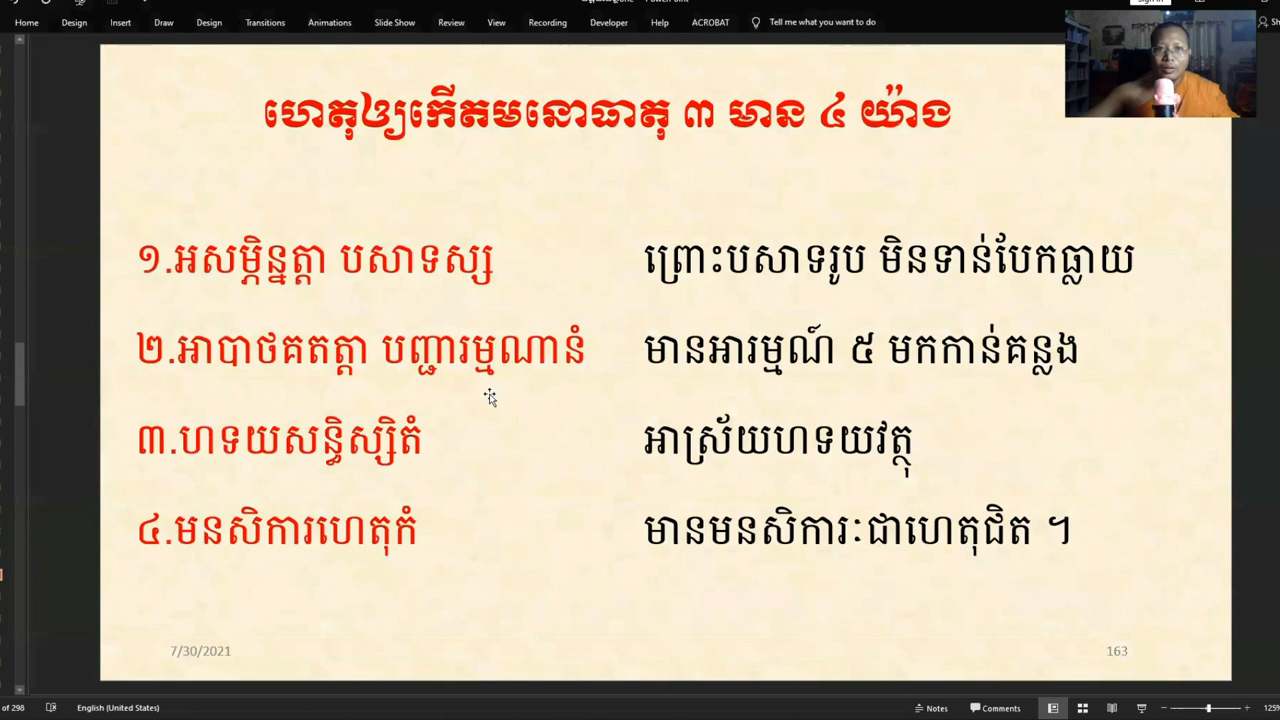 Home Insert Draw Design Transitions Animations Slide Show Review View Recording Developer Help ACROBAT Tell me what you want to do
ហេតុឲ្យកើតមនោធាតុ ៣ មាន ៤ យ៉ាង
១.អសម្ភិន្នត្តា បសាទស្ស ព្រោះបសាទរូប មិនទាន់បែកធ្លាយ
២.អាបាថគតត្តា បញ្ចារម្មណានំ មានអារម្មណ៍ ៥ មកកាន់គន្លង
៣.ហទយសន្និស្សិតំ អាស្រ័យហទយវត្ថុ
៤.មនសិការហេតុកំ មានមនសិការៈជាហេតុជិត ។
7/30/2021 163
of 298 English (United States) Notes Comments 125%